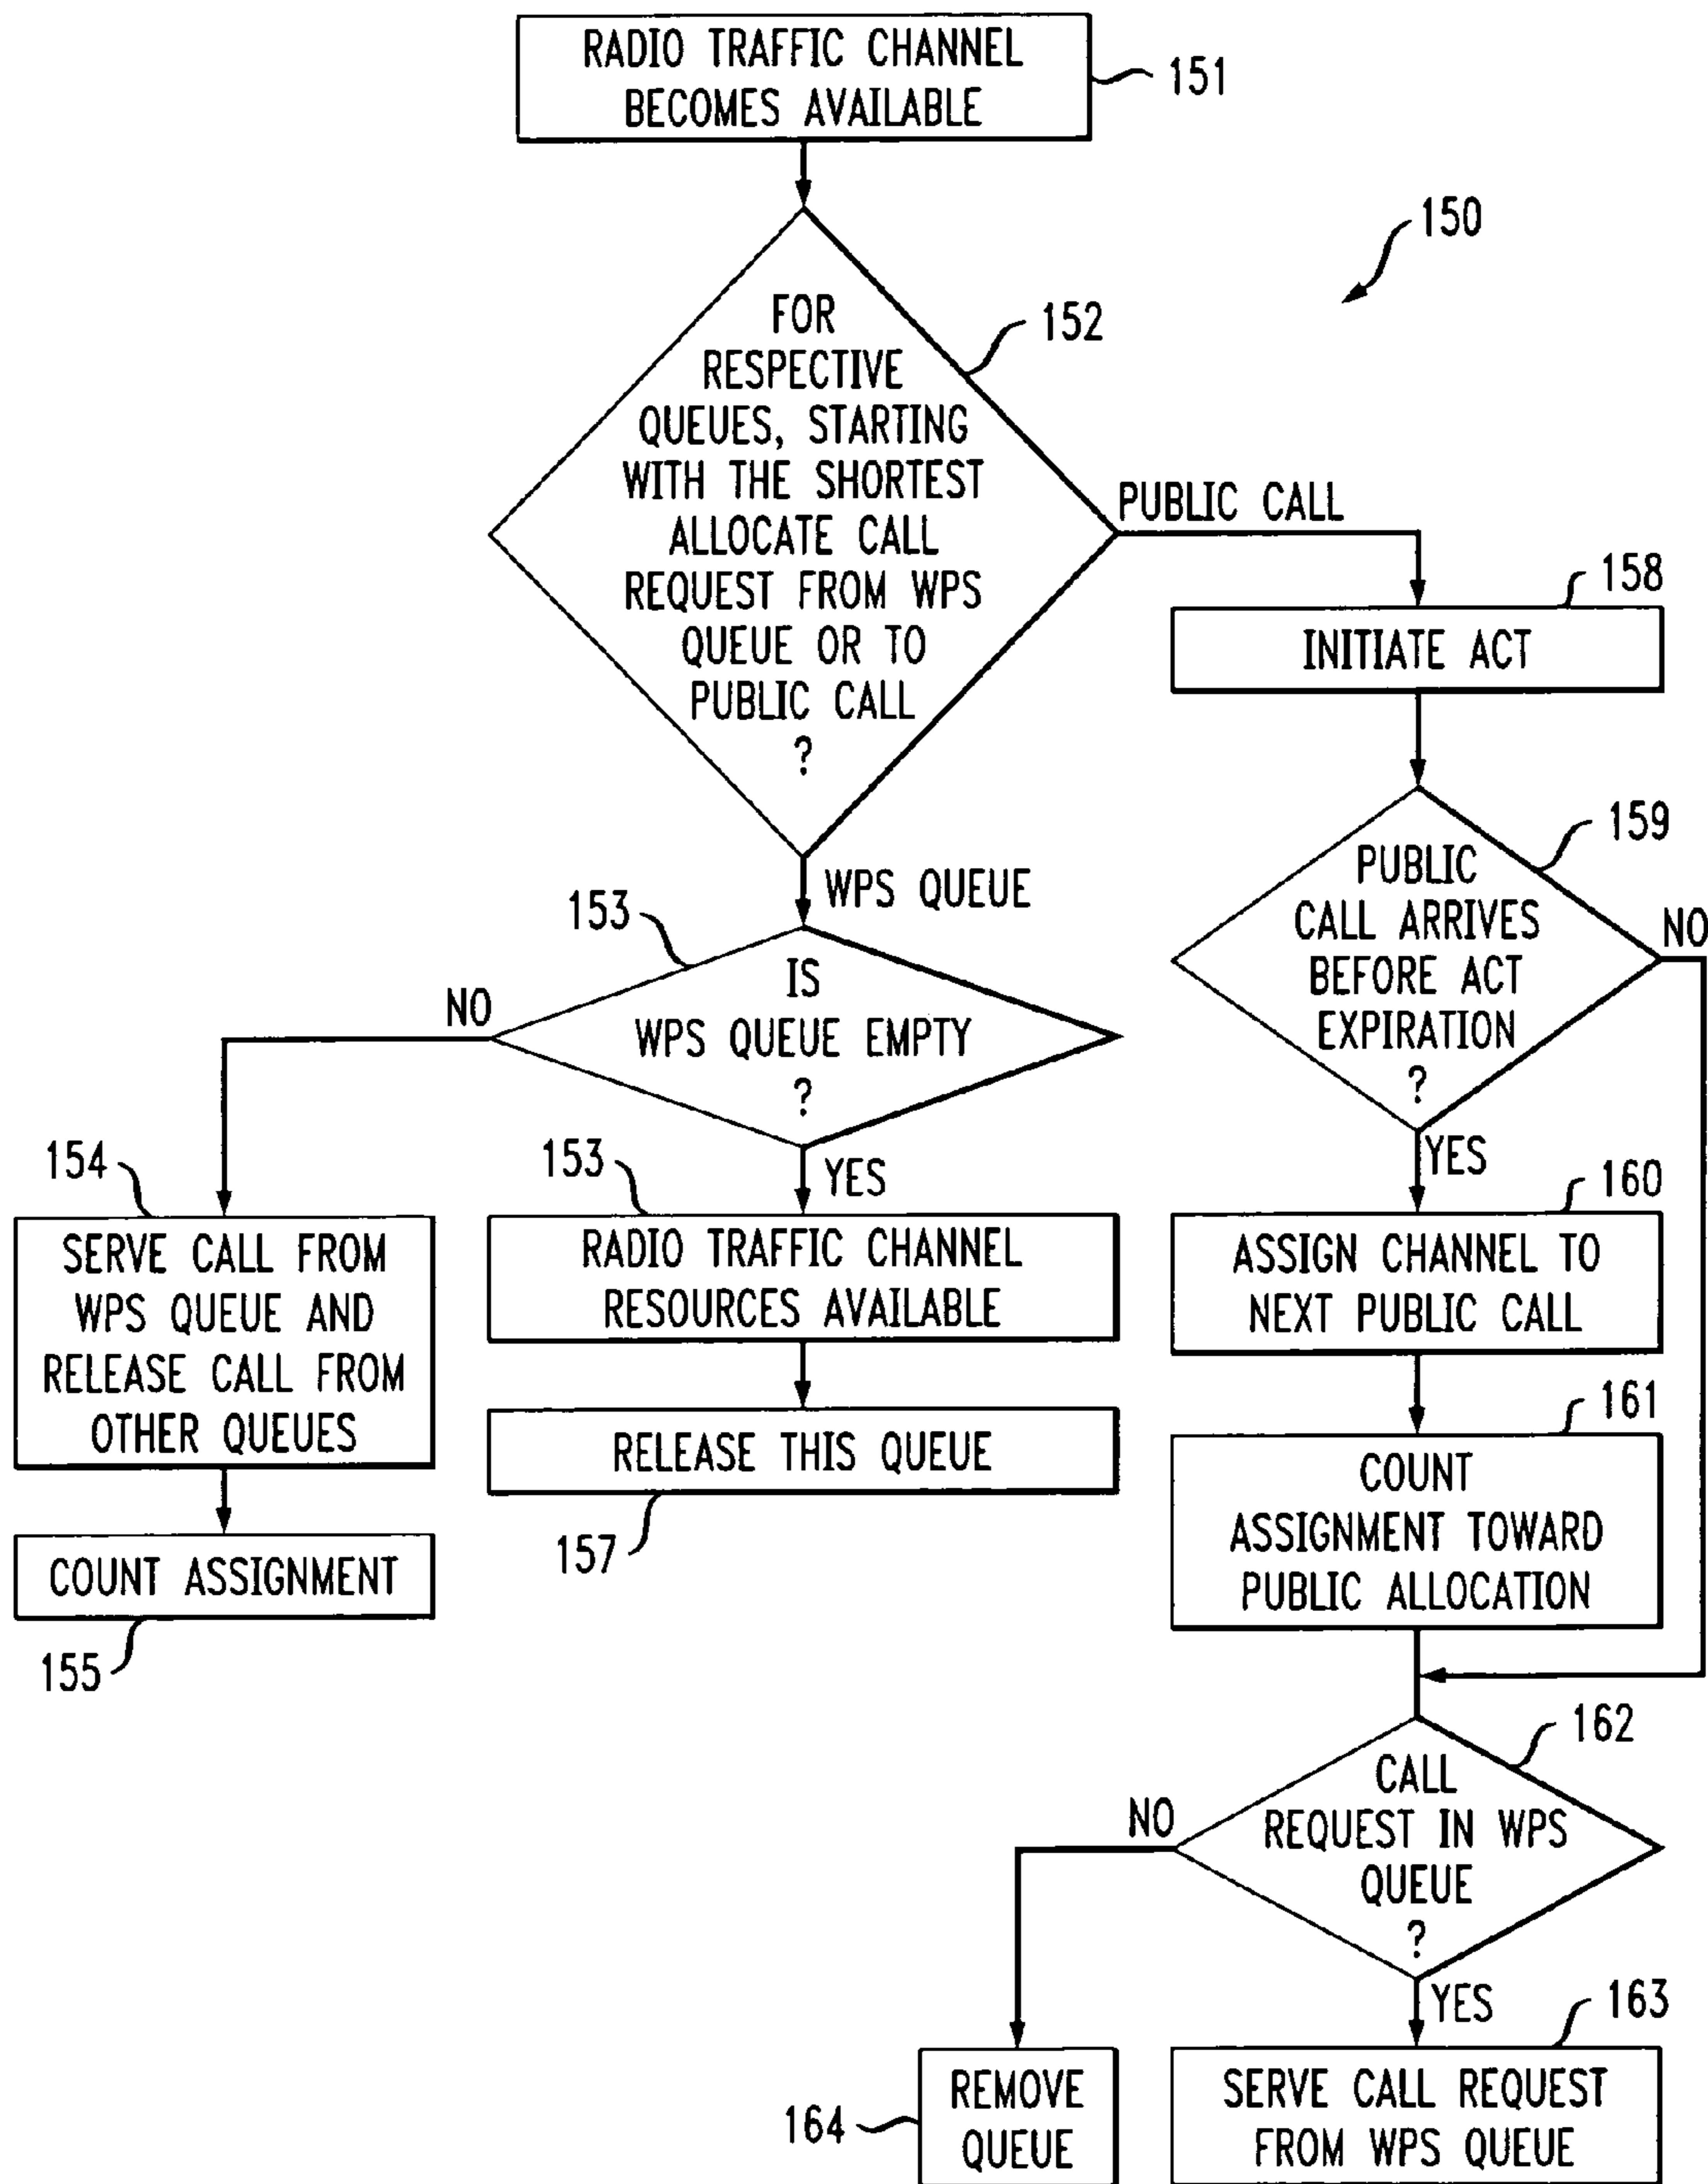 RADIO TRAFFIC CHANNEL
BECOMES AVAILABLE
151
150
FOR
RESPECTIVE
QUEUES, STARTING
WITH THE SHORTEST
ALLOCATE CALL
REQUEST FROM WPS
QUEUE OR TO
PUBLIC CALL
?
152
PUBLIC CALL
158
INITIATE ACT
WPS QUEUE
153
IS
WPS QUEUE EMPTY
?
NO
YES
159
PUBLIC
CALL ARRIVES
BEFORE ACT
EXPIRATION
?
NO
YES
154
SERVE CALL FROM
WPS QUEUE AND
RELEASE CALL FROM
OTHER QUEUES
COUNT ASSIGNMENT
155
153
RADIO TRAFFIC CHANNEL
RESOURCES AVAILABLE
RELEASE THIS QUEUE
157
160
ASSIGN CHANNEL TO
NEXT PUBLIC CALL
161
COUNT
ASSIGNMENT TOWARD
PUBLIC ALLOCATION
162
CALL
REQUEST IN WPS
QUEUE
?
NO
YES
164
REMOVE
QUEUE
163
SERVE CALL REQUEST
FROM WPS QUEUE